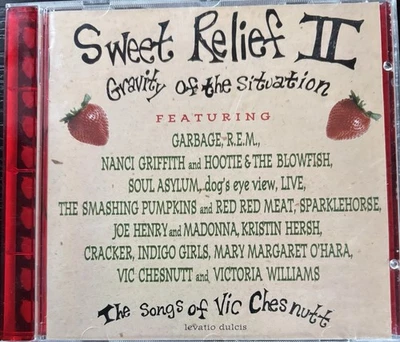 Sweet Relief II
Gravity of the Situation
FEATURING
GARBAGE, R.E.M.,
NANCI GRIFFITH and HOOTIE & THE BLOWFISH,
SOUL ASYLUM, dog's eye view, LIVE,
THE SMASHING PUMPKINS and RED RED MEAT, SPARKLEHORSE,
JOE HENRY and MADONNA, KRISTIN HERSH,
CRACKER, INDIGO GIRLS, MARY MARGARET O'HARA,
VIC CHESNUTT and VICTORIA WILLIAMS
The Songs of Vic Chesnutt
levatio dulcis